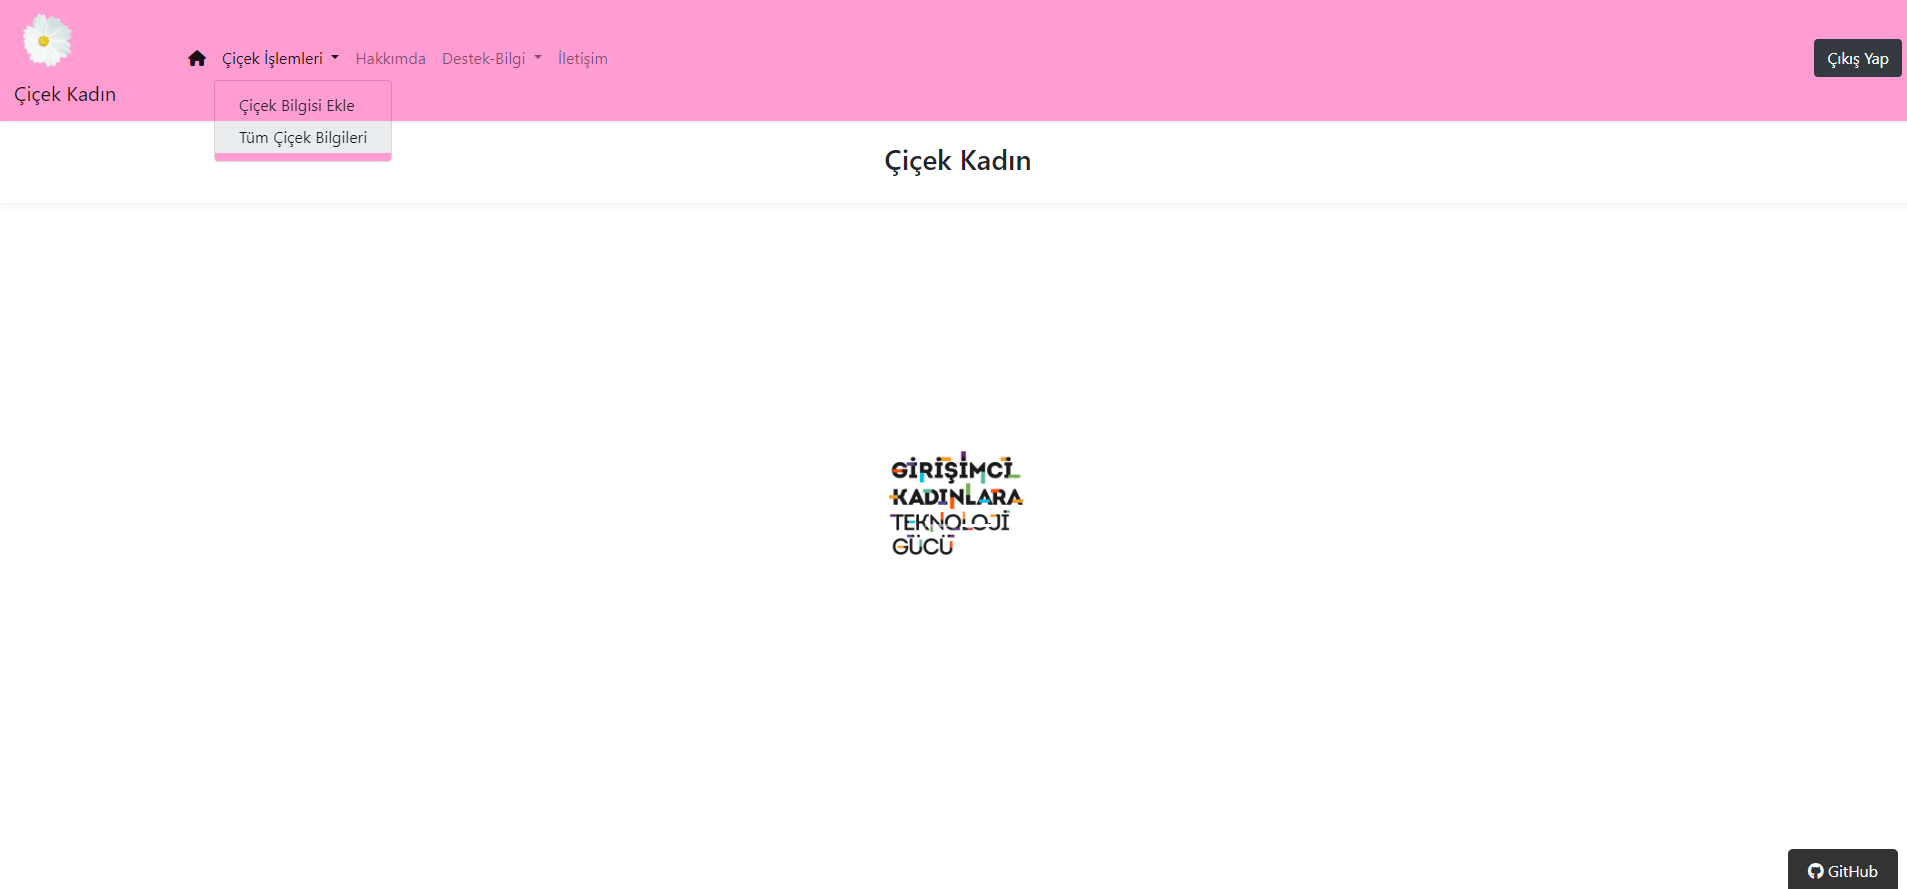 Çiçek Kadın
Çiçek İşlemleri
Hakkımda
Destek-Bilgi
İletişim
Çıkış Yap
Çiçek Bilgisi Ekle
Tüm Çiçek Bilgileri
Çiçek Kadın
GİRİŞİMCİ
KADINLARA
TEKNOLOJİ
GÜCÜ
GitHub